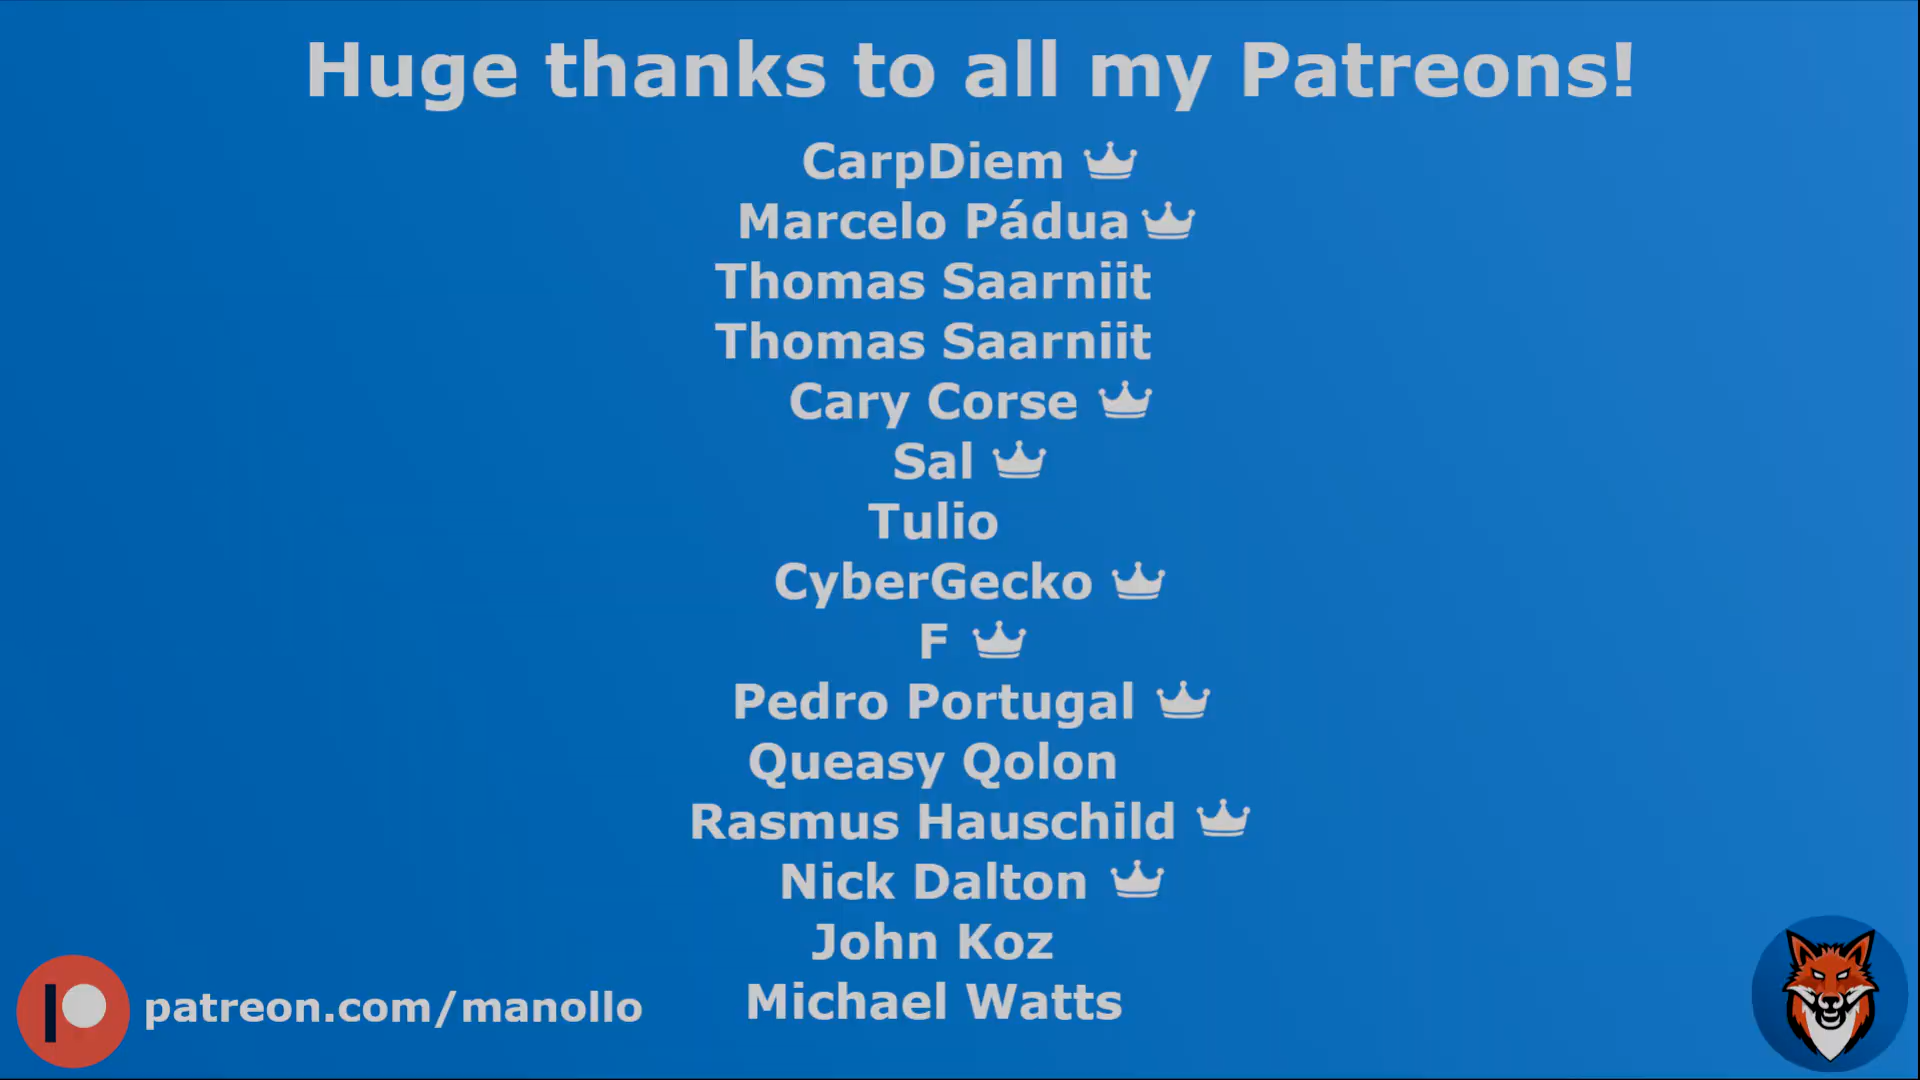 Huge thanks to all my Patreons!
CarpDiem
Marcelo Pádua
Thomas Saarniit
Thomas Saarniit
Cary Corse
Sal
Tulio
CyberGecko
F
Pedro Portugal
Queasy Qolon
Rasmus Hauschild
Nick Dalton
John Koz
Michael Watts
patreon.com/manollo